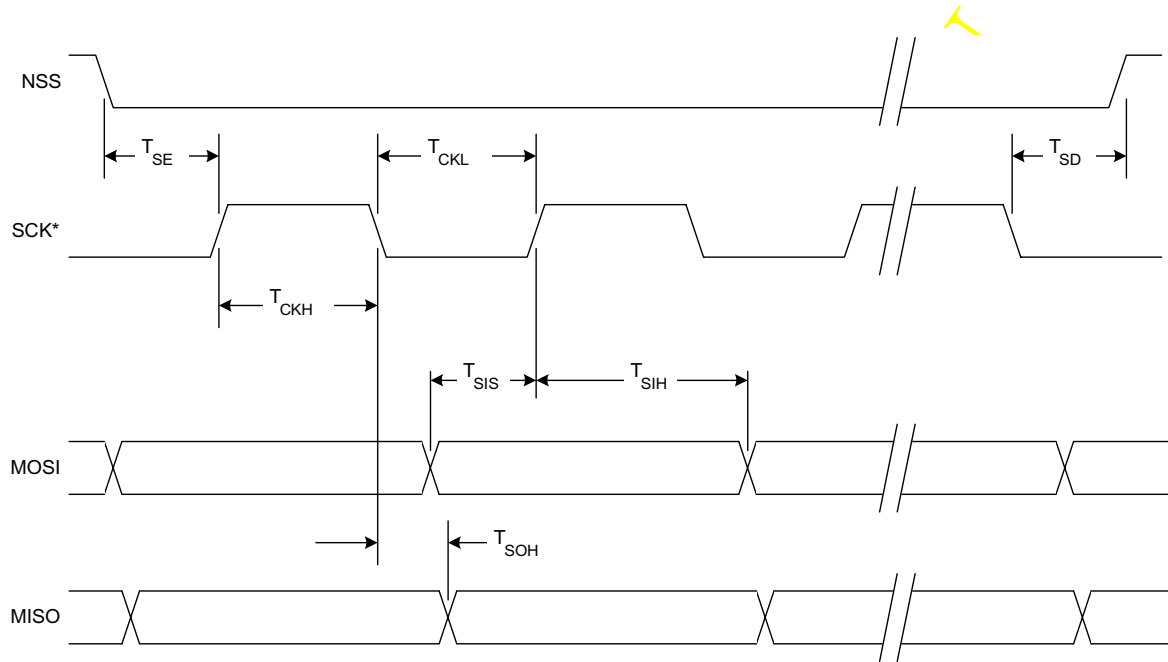 T
NSS
T_SE
T_CKL
T_SD
SCK*
T_CKH
T_SIS
T_SIH
MOSI
T_SOH
MISO